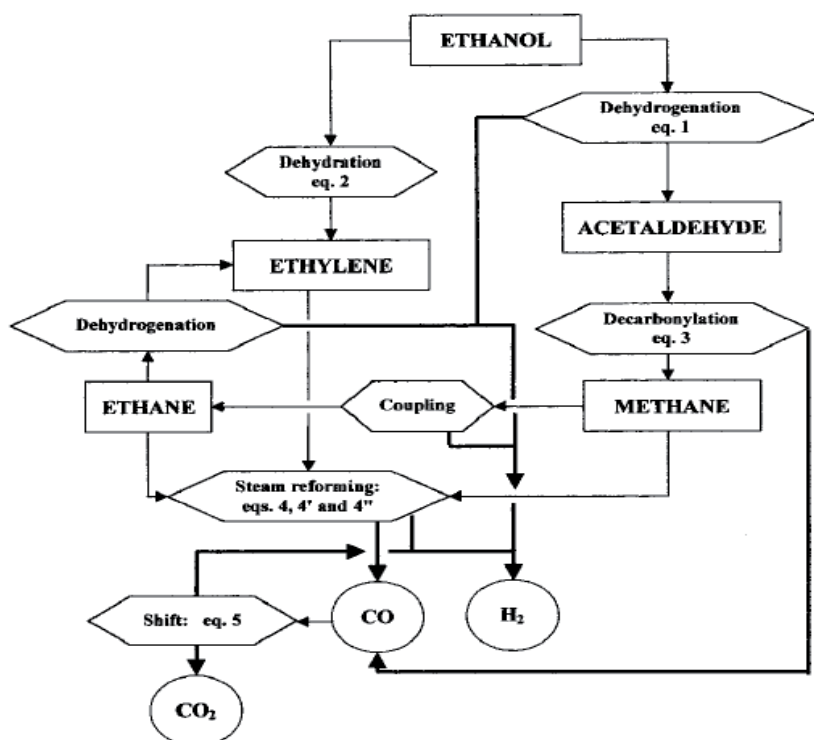 ETHANOL
Dehydrogenation
eq. 1
Dehydration
eq. 2
ACETALDEHYDE
ETHYLENE
Dehydrogenation
Decarbonylation
eq. 3
ETHANE
Coupling
METHANE
Steam reforming:
eqs. 4, 4' and 4"
Shift: eq. 5
CO
H₂
CO₂